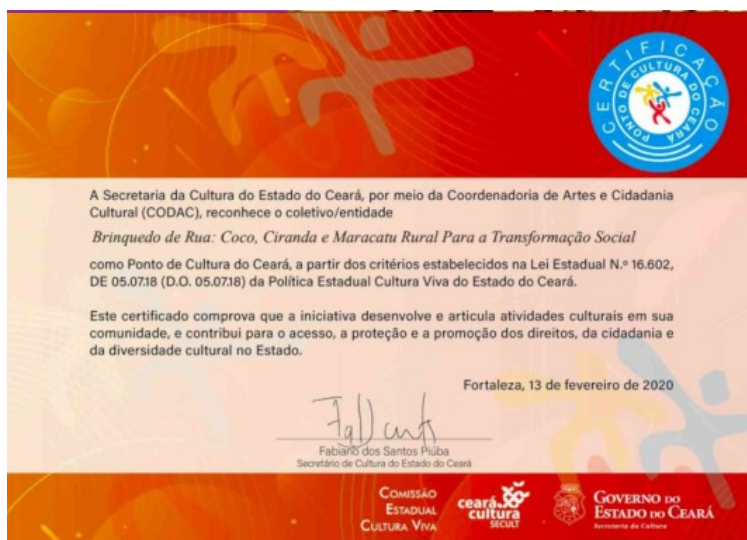 CERTIFICAÇÃO
PONTO DE CULTURA DO CEARÁ
A Secretaria da Cultura do Estado do Ceará, por meio da Coordenadoria de Artes e Cidadania
Cultural (CODAC), reconhece o coletivo/entidade
Brinquedo de Rua: Coco, Ciranda e Maracatu Rural Para a Transformação Social
como Ponto de Cultura do Ceará, a partir dos critérios estabelecidos na Lei Estadual N.º 16.602,
DE 05.07.18 (D.O. 05.07.18) da Política Estadual Cultura Viva do Estado do Ceará.
Este certificado comprova que a iniciativa desenvolve e articula atividades culturais em sua
comunidade, e contribui para o acesso, a proteção e a promoção dos direitos, da cidadania e
da diversidade cultural no Estado.
Fortaleza, 13 de fevereiro de 2020
Fabiano dos Santos Piúba
Secretário de Cultura do Estado do Ceará
COMISSÃO
ESTADUAL
CULTURA VIVA
ceará
cultura
SECULT
GOVERNO DO
ESTADO DO CEARÁ
Secretaria da Cultura